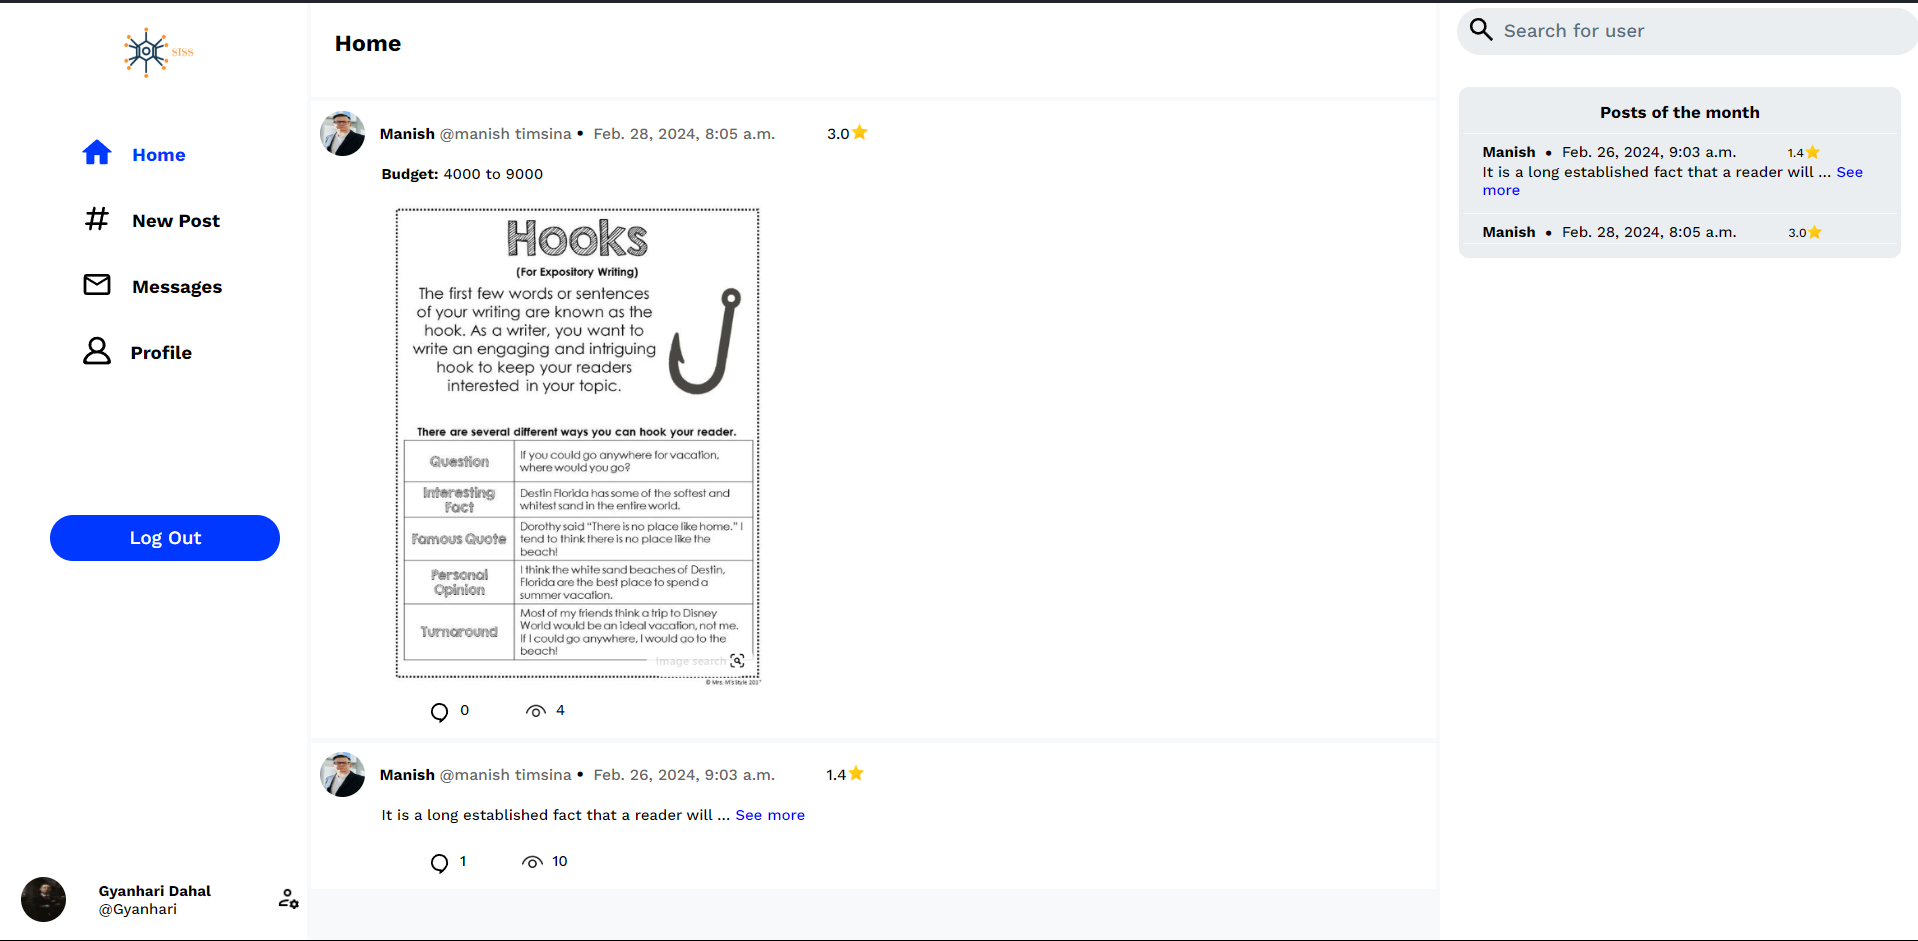 SISS
Home
New Post
Messages
Profile
Log Out
Gyanhari Dahal
@Gyanhari
Home
Manish @manish timsina • Feb. 28, 2024, 8:05 a.m. 3.0
Budget: 4000 to 9000
Hooks
(For Expository Writing)
The first few words or sentences
of your writing are known as the
hook. As a writer, you want to
write an engaging and intriguing
hook to keep your readers
interested in your topic.
There are several different ways you can hook your reader.
Question
If you could go anywhere for vacation,
where would you go?
Interesting
Fact
Destin Florida has some of the softest and
whitest sand in the entire world.
Famous Quote
Dorothy said “There is no place like home.” I
tend to think there is no place like the
beach!
Personal
Opinion
I think the white sand beaches of Destin,
Florida are the best place to spend a
summer vacation.
Turnaround
Most of my friends think a trip to Disney
World would be an ideal vacation, not me.
If I could go anywhere, I would go to the
beach!
Image search
© Mrs. M's Style 201
0 4
Manish @manish timsina • Feb. 26, 2024, 9:03 a.m. 1.4
It is a long established fact that a reader will ... See more
1 10
Search for user
Posts of the month
Manish • Feb. 26, 2024, 9:03 a.m. 1.4
It is a long established fact that a reader will ... See
more
Manish • Feb. 28, 2024, 8:05 a.m. 3.0